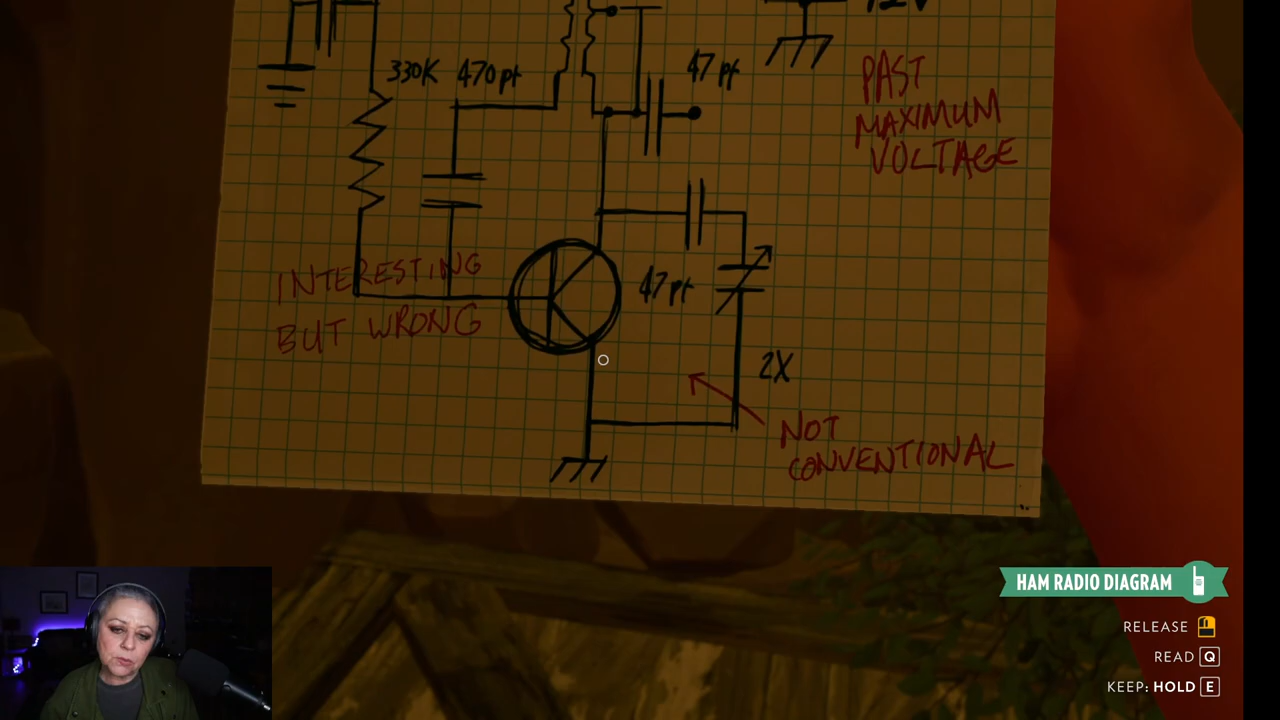 330K 470pf 47pf
PAST
MAXIMUM
VOLTAGE
INTERESTING
BUT WRONG
47pf
2X
NOT
CONVENTIONAL
HAM RADIO DIAGRAM
RELEASE
READ Q
KEEP: HOLD E